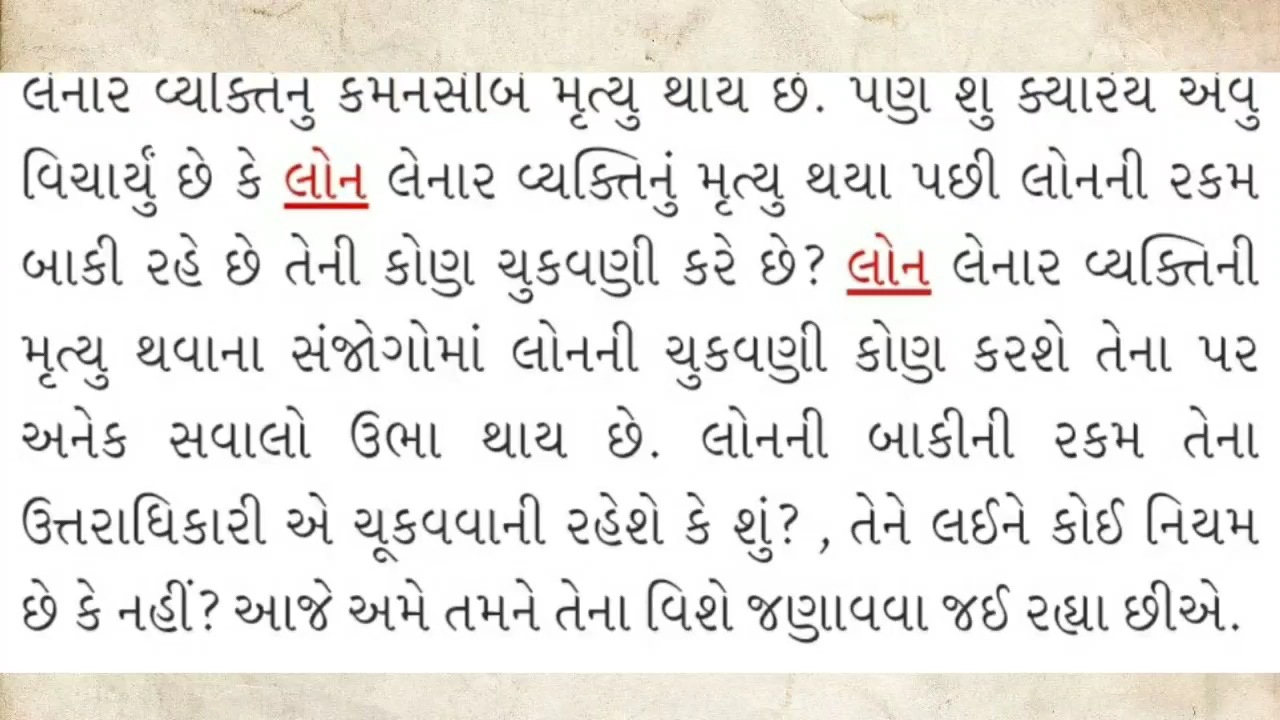 લેનાર વ્યક્તિનું કમનસીબે મૃત્યુ થાય છે. પણ શું ક્યારેય એવુ
વિચાર્યું છે કે લોન લેનાર વ્યક્તિનું મૃત્યુ થયા પછી લોનની રકમ
બાકી રહે છે તેની કોણ ચુકવણી કરે છે? લોન લેનાર વ્યક્તિની
મૃત્યુ થવાના સંજોગોમાં લોનની ચુકવણી કોણ કરશે તેના પર
અનેક સવાલો ઉભા થાય છે. લોનની બાકીની રકમ તેના
ઉત્તરાધિકારી એ ચૂકવવાની રહેશે કે શું? , તેને લઈને કોઈ નિયમ
છે કે નહીં? આજે અમે તમને તેના વિશે જણાવવા જઈ રહ્યા છીએ.